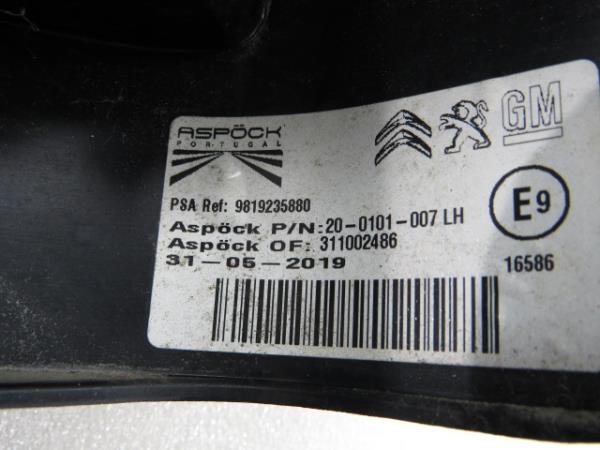 ASPÖCK
PORTUGAL
GM
PSA Ref: 9819235880
Aspöck P/N: 20-0101-007 LH
Aspöck OF: 311002486
31-05-2019
E9
16586